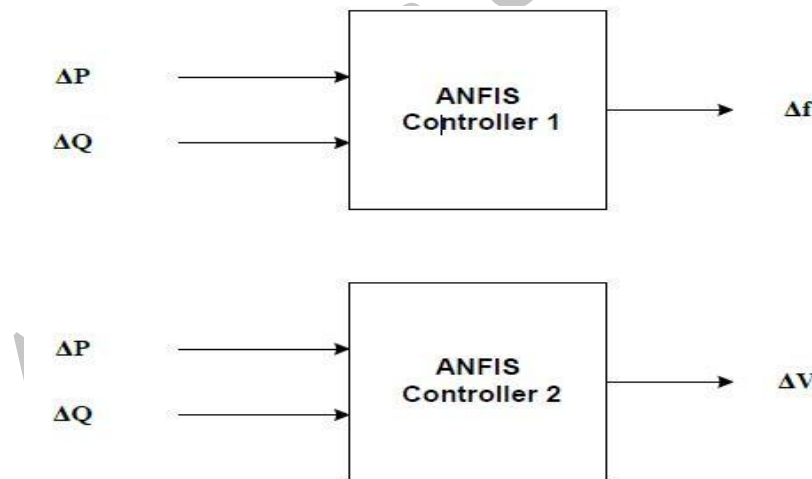 ΔP
ΔQ
ANFIS
Controller 1
Δf
ΔP
ΔQ
ANFIS
Controller 2
ΔV